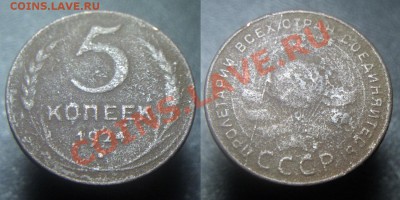 COINS.LAVE.RU
5
КОПЕЕК
ПРОЛЕТАРИИ ВСЕХ СТРАН, СОЕДИНЯЙТЕСЬ!
СССР
COINS.LAVE.RU
COINS.LAVE.RU